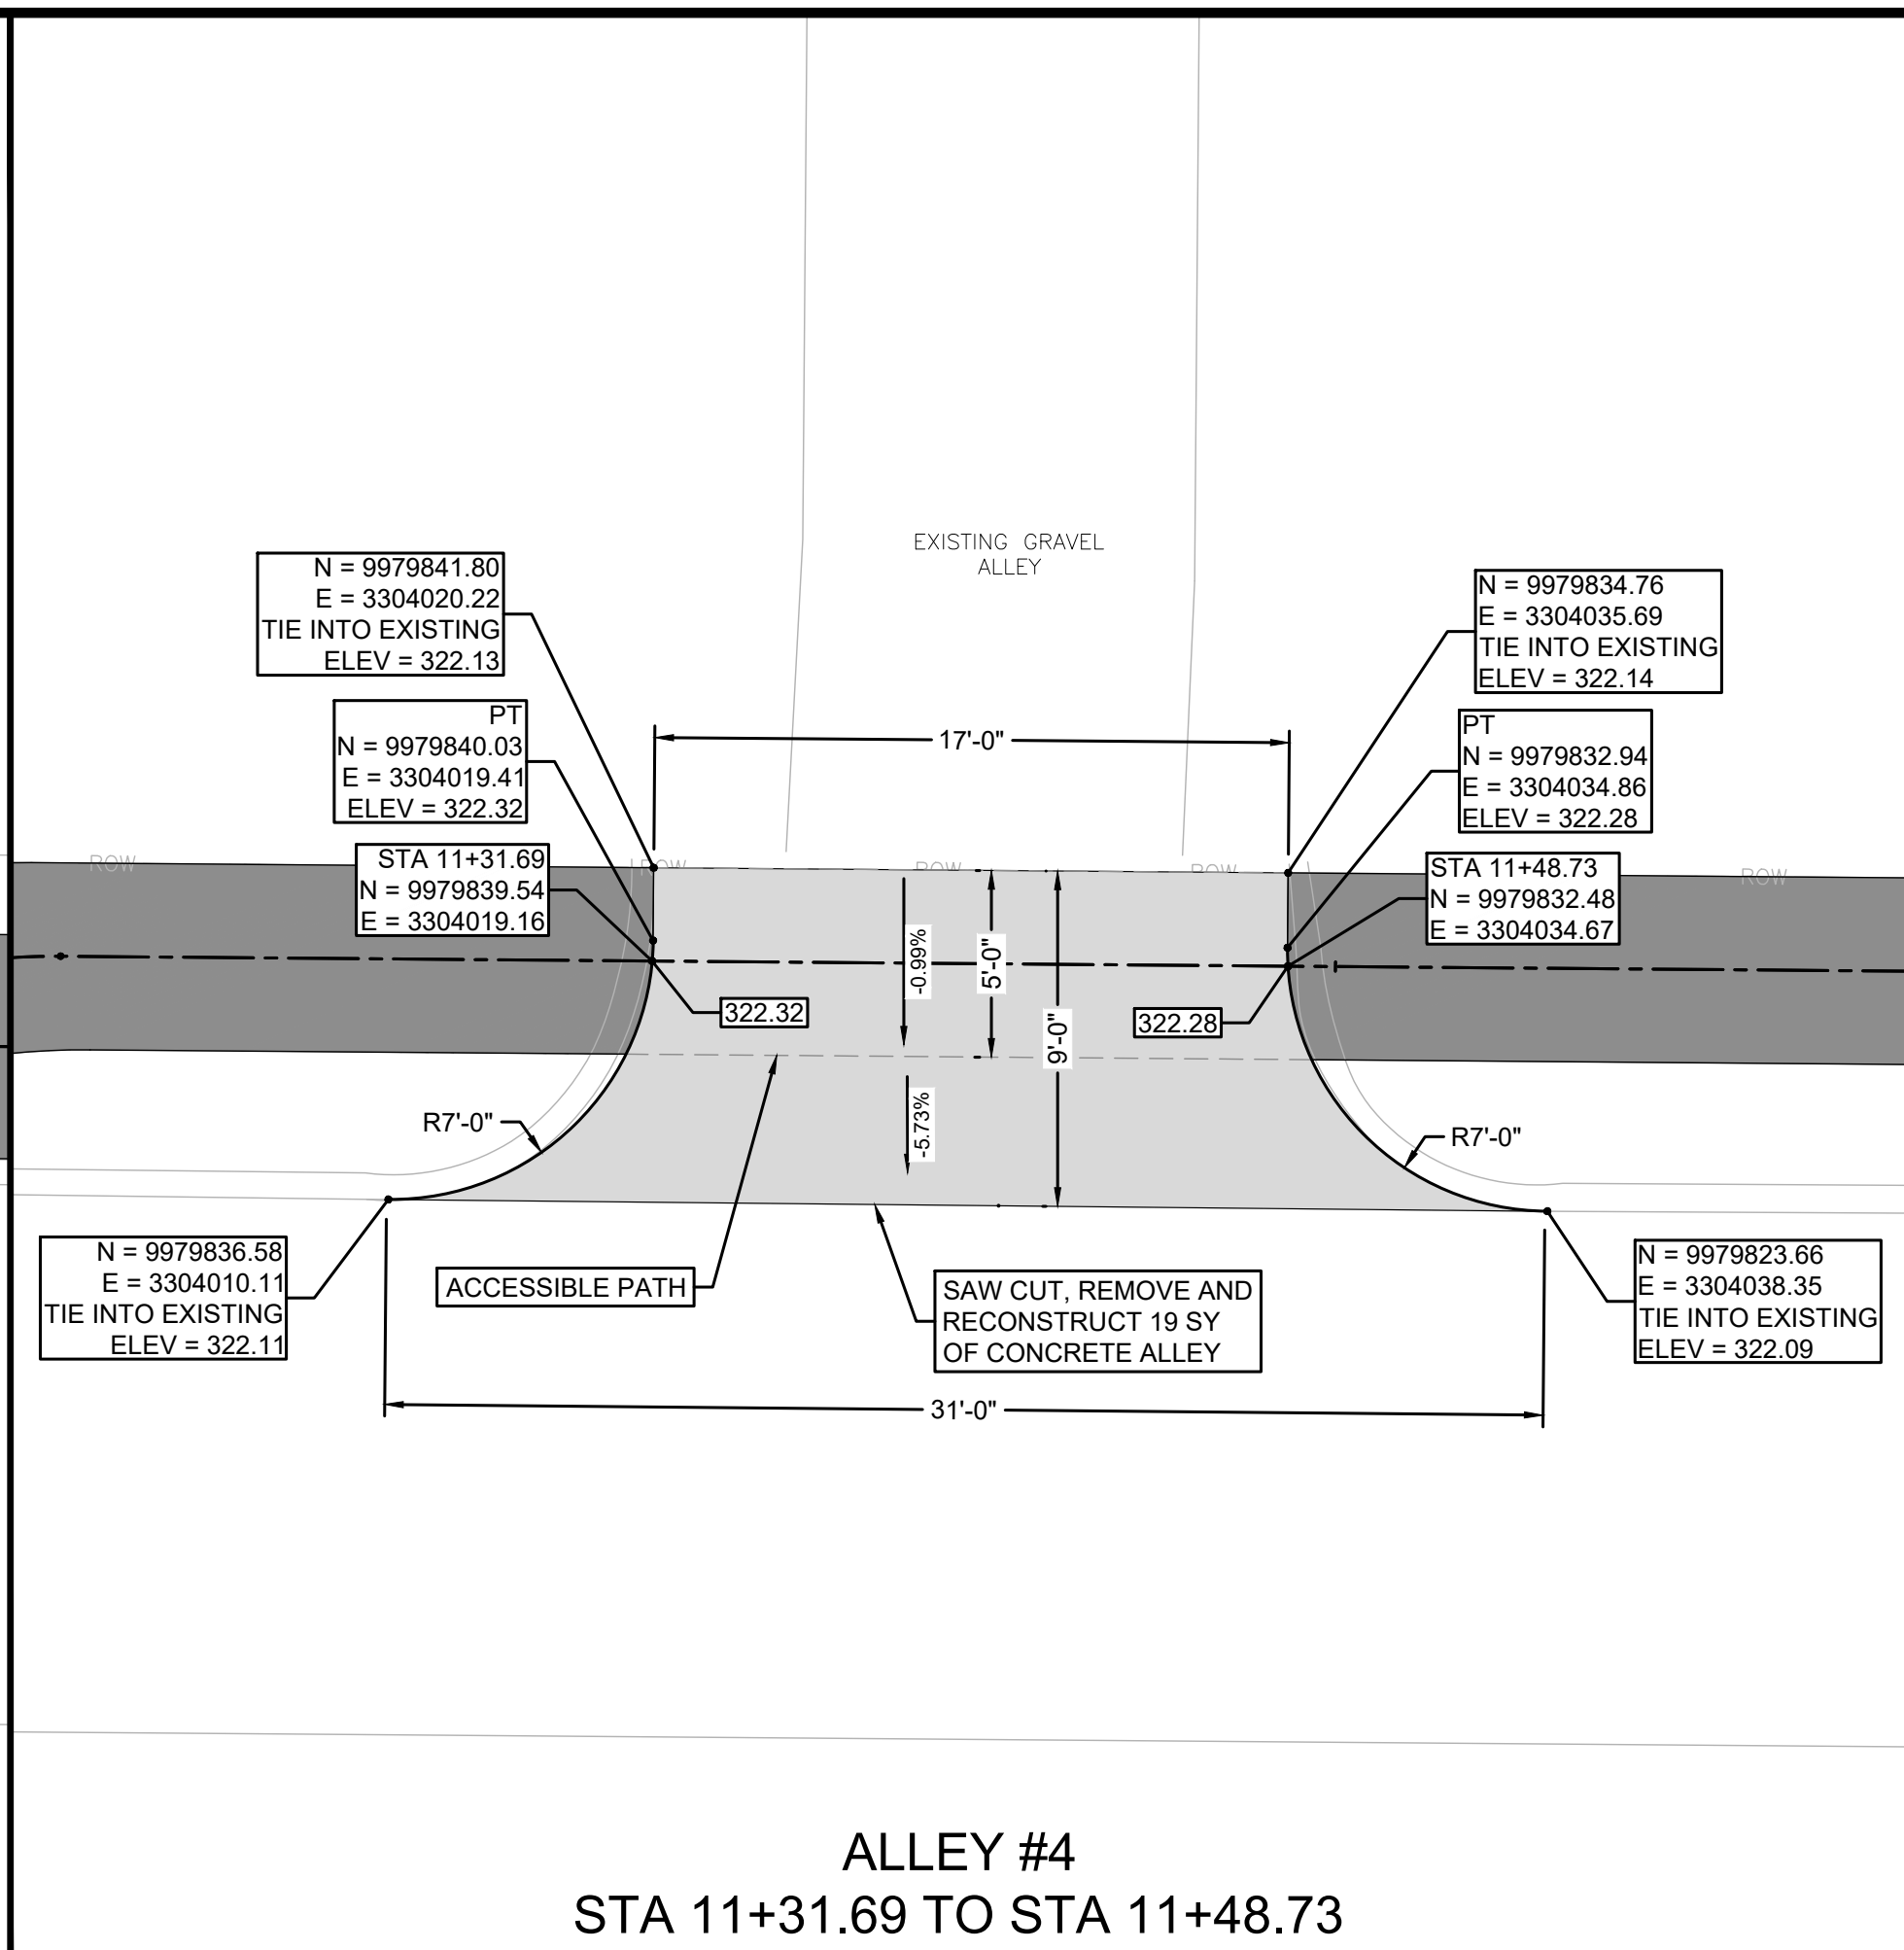 EXISTING GRAVEL
ALLEY
N = 9979841.80
E = 3304020.22
TIE INTO EXISTING
ELEV = 322.13
N = 9979834.76
E = 3304035.69
TIE INTO EXISTING
ELEV = 322.14
PT
N = 9979840.03
E = 3304019.41
ELEV = 322.32
17'-0"
PT
N = 9979832.94
E = 3304034.86
ELEV = 322.28
ROW
STA 11+31.69
N = 9979839.54
E = 3304019.16
ROW
ROW
ROW
STA 11+48.73
N = 9979832.48
E = 3304034.67
ROW
-0.99%
5'-0"
9'-0"
322.32
322.28
-5.73%
R7'-0"
R7'-0"
N = 9979836.58
E = 3304010.11
TIE INTO EXISTING
ELEV = 322.11
ACCESSIBLE PATH
SAW CUT, REMOVE AND
RECONSTRUCT 19 SY
OF CONCRETE ALLEY
N = 9979823.66
E = 3304038.35
TIE INTO EXISTING
ELEV = 322.09
31'-0"
ALLEY #4
STA 11+31.69 TO STA 11+48.73